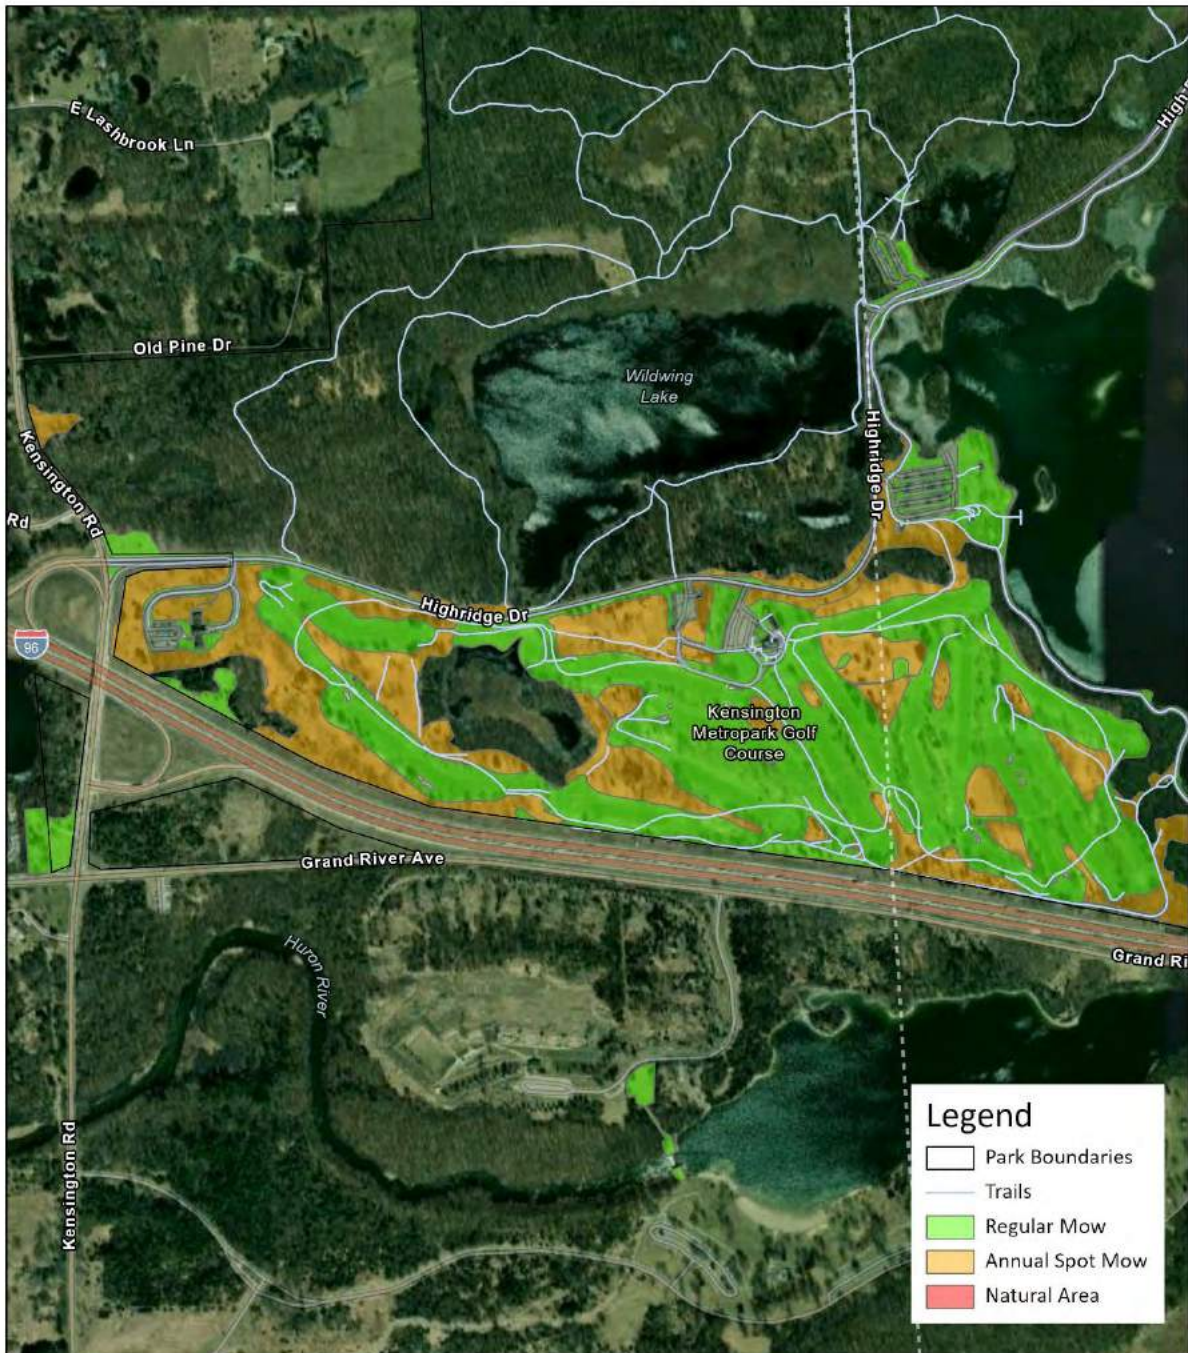 E Lashbrook Ln
High-
Old Pine Dr
Wildwing
Lake
Kensington Rd
Highridge Dr
Rd
Highridge Dr
96
Kensington
Metropark Golf
Course
Grand River Ave
Grand Ri
Huron River
Kensington Rd
Legend
Park Boundaries
Trails
Regular Mow
Annual Spot Mow
Natural Area